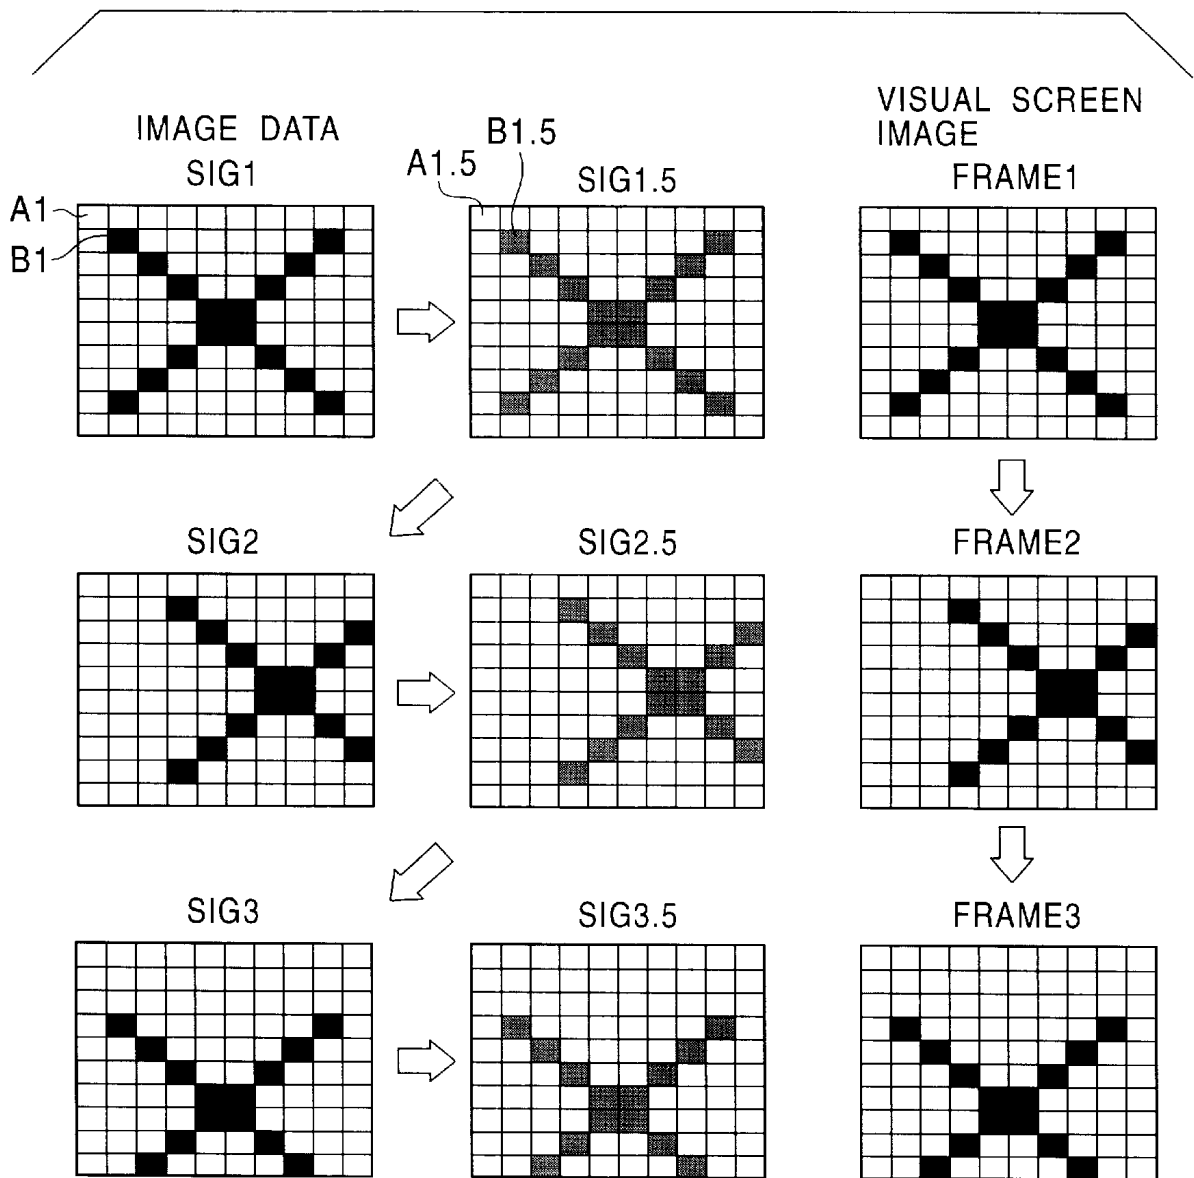 IMAGE DATA
VISUAL SCREEN
IMAGE
SIG1
A1
B1
A1.5
B1.5
SIG1.5
FRAME1
SIG2
SIG2.5
FRAME2
SIG3
SIG3.5
FRAME3